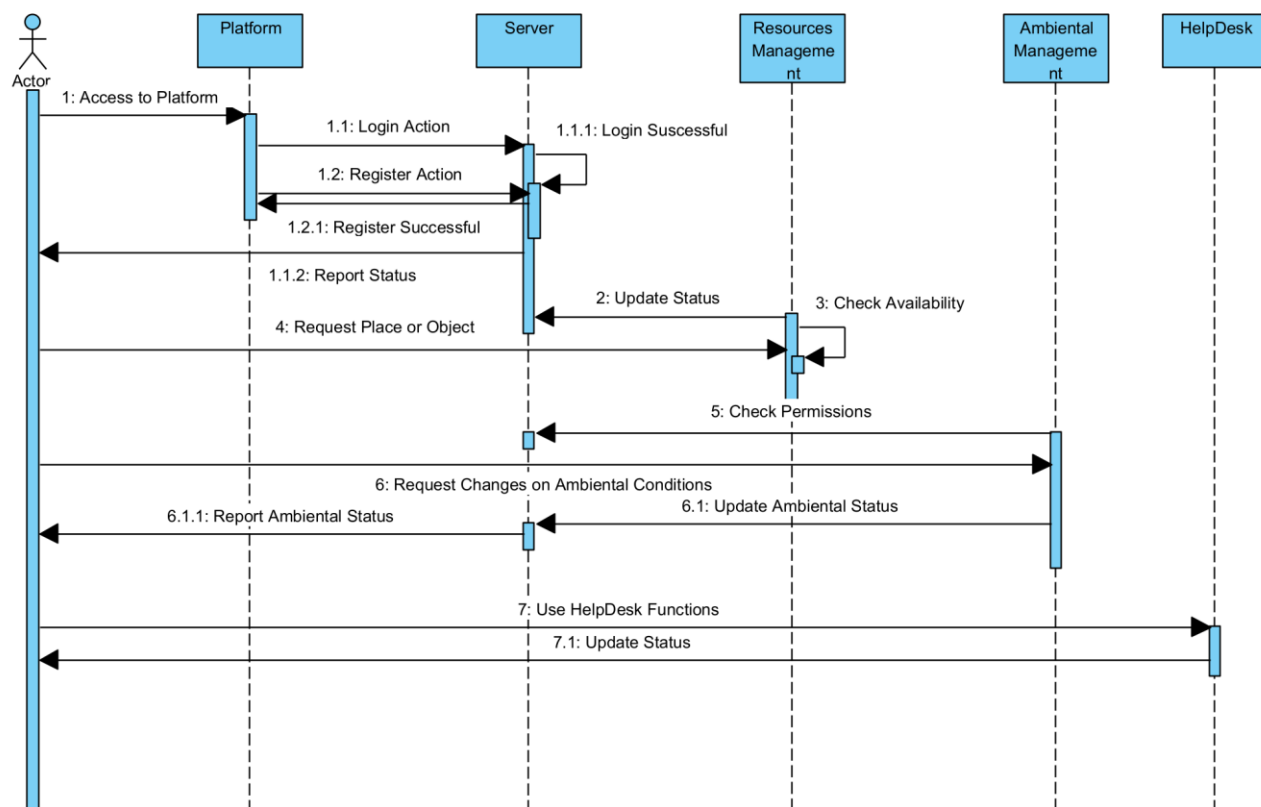 Platform
Server
Resources
Manageme
nt
Ambiental
Manageme
nt
HelpDesk
Actor
1: Access to Platform
1.1: Login Action
1.1.1: Login Suscessful
1.2: Register Action
1.2.1: Register Successful
1.1.2: Report Status
2: Update Status
3: Check Availability
4: Request Place or Object
5: Check Permissions
6: Request Changes on Ambiental Conditions
6.1: Update Ambiental Status
6.1.1: Report Ambiental Status
7: Use HelpDesk Functions
7.1: Update Status